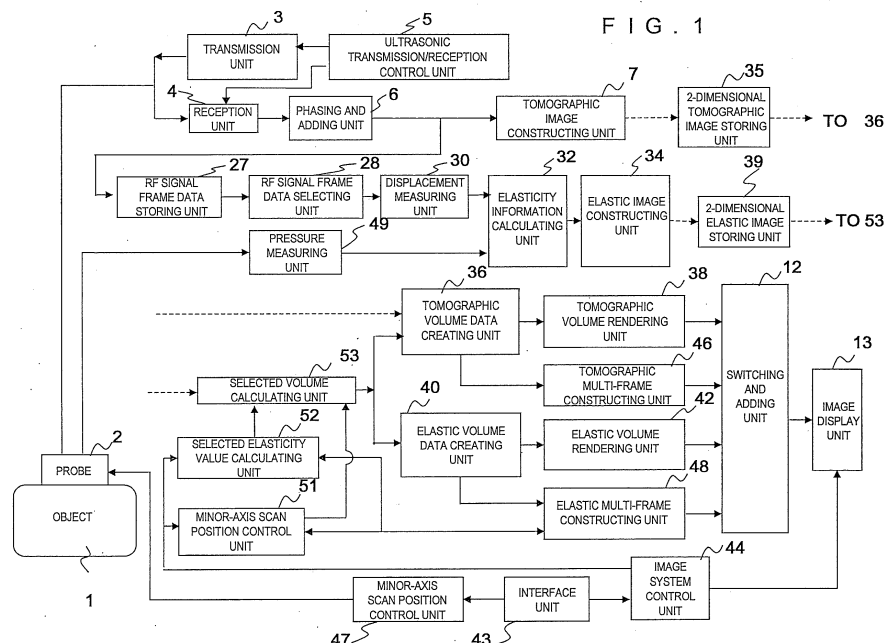 FIG. 1
3
TRANSMISSION
UNIT
5
ULTRASONIC
TRANSMISSION/RECEPTION
CONTROL UNIT
4
RECEPTION
UNIT
6
PHASING AND
ADDING UNIT
7
TOMOGRAPHIC
IMAGE
CONSTRUCTING UNIT
35
2-DIMENSIONAL
TOMOGRAPHIC
IMAGE STORING
UNIT
TO 36
27
RF SIGNAL
FRAME DATA
STORING UNIT
28
RF SIGNAL FRAME
DATA SELECTING
UNIT
30
DISPLACEMENT
MEASURING
UNIT
32
ELASTICITY
INFORMATION
CALCULATING
UNIT
34
ELASTIC IMAGE
CONSTRUCTING
UNIT
39
2-DIMENSIONAL
ELASTIC IMAGE
STORING UNIT
TO 53
49
PRESSURE
MEASURING
UNIT
36
TOMOGRAPHIC
VOLUME DATA
CREATING UNIT
38
TOMOGRAPHIC
VOLUME RENDERING
UNIT
12
SWITCHING
AND
ADDING
UNIT
13
IMAGE
DISPLAY
UNIT
46
TOMOGRAPHIC
MULTI-FRAME
CONSTRUCTING UNIT
53
SELECTED VOLUME
CALCULATING UNIT
40
ELASTIC VOLUME
DATA CREATING
UNIT
42
ELASTIC VOLUME
RENDERING UNIT
52
SELECTED ELASTICITY
VALUE CALCULATING
UNIT
48
ELASTIC MULTI-FRAME
CONSTRUCTING UNIT
2
PROBE
OBJECT
1
51
MINOR-AXIS SCAN
POSITION CONTROL
UNIT
44
IMAGE
SYSTEM
CONTROL
UNIT
MINOR-AXIS
SCAN POSITION
CONTROL UNIT
47
INTERFACE
UNIT
43